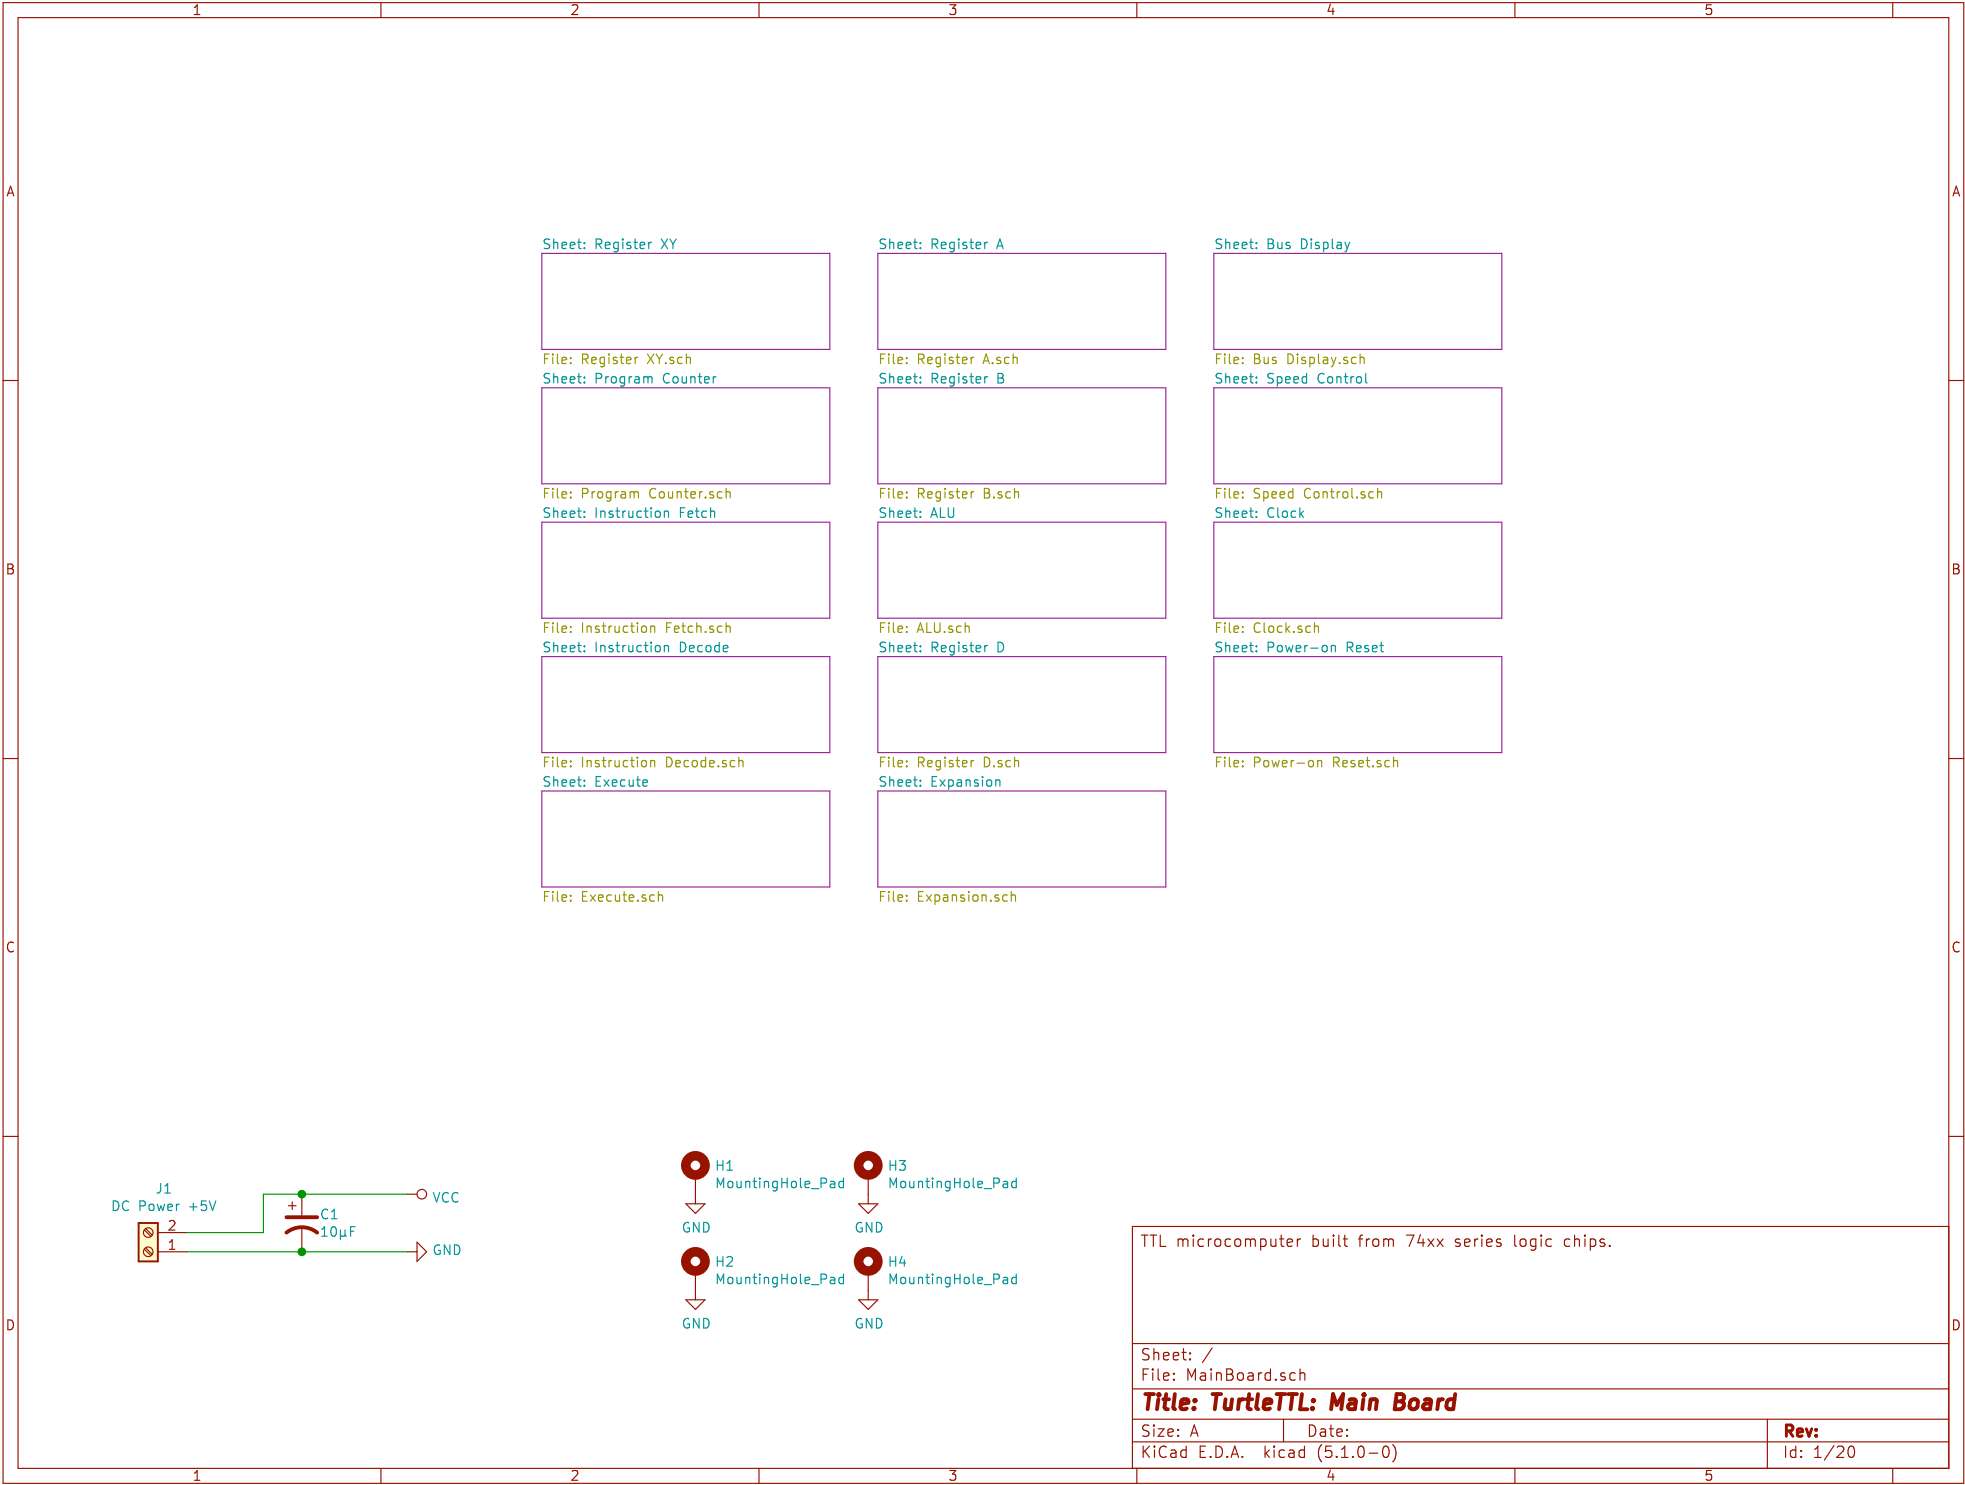 1 2 3 4 5
A A
Sheet: Register XY
File: Register XY.sch
Sheet: Register A
File: Register A.sch
Sheet: Bus Display
File: Bus Display.sch
Sheet: Program Counter
File: Program Counter.sch
Sheet: Register B
File: Register B.sch
Sheet: Speed Control
File: Speed Control.sch
B B
Sheet: Instruction Fetch
File: Instruction Fetch.sch
Sheet: ALU
File: ALU.sch
Sheet: Clock
File: Clock.sch
Sheet: Instruction Decode
File: Instruction Decode.sch
Sheet: Register D
File: Register D.sch
Sheet: Power-on Reset
File: Power-on Reset.sch
Sheet: Execute
File: Execute.sch
Sheet: Expansion
File: Expansion.sch
C C
J1
DC Power +5V
2
1
+
C1
10µF
VCC
GND
H1
MountingHole_Pad
GND
H3
MountingHole_Pad
GND
H2
MountingHole_Pad
GND
H4
MountingHole_Pad
GND
D D
TTL microcomputer built from 74xx series logic chips.
Sheet: /
File: MainBoard.sch
Title: TurtleTTL: Main Board
Size: A Date: Rev:
KiCad E.D.A. kicad (5.1.0-0) Id: 1/20
1 2 3 4 5